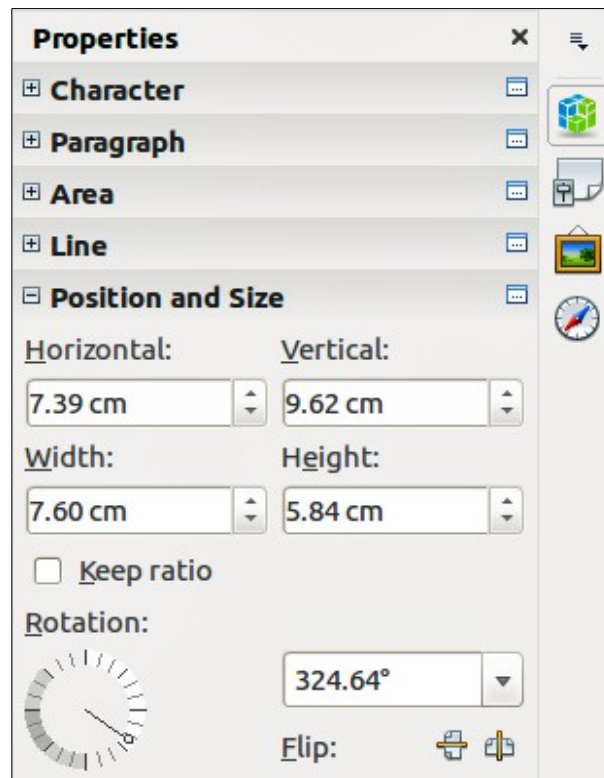 Properties
Character
Paragraph
Area
Line
Position and Size
Horizontal: Vertical:
7.39 cm 9.62 cm
Width: Height:
7.60 cm 5.84 cm
Keep ratio
Rotation:
324.64°
Flip: